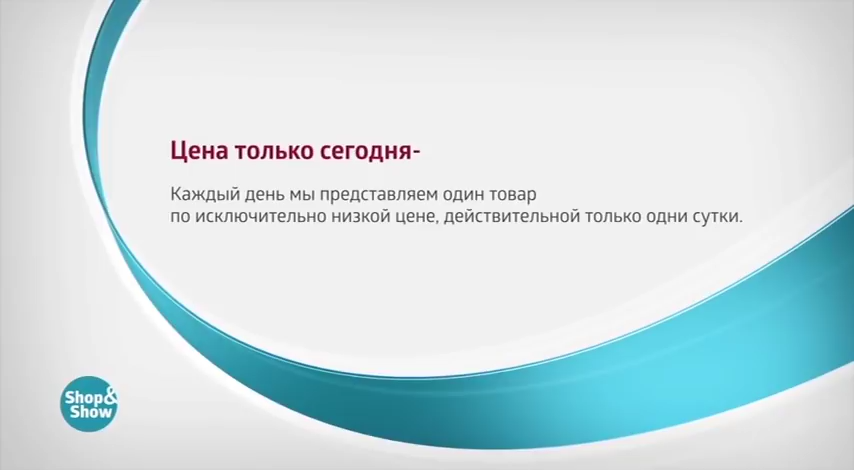 Цена только сегодня-
Каждый день мы представляем один товар
по исключительно низкой цене, действительной только одни сутки.
Shop&
Show